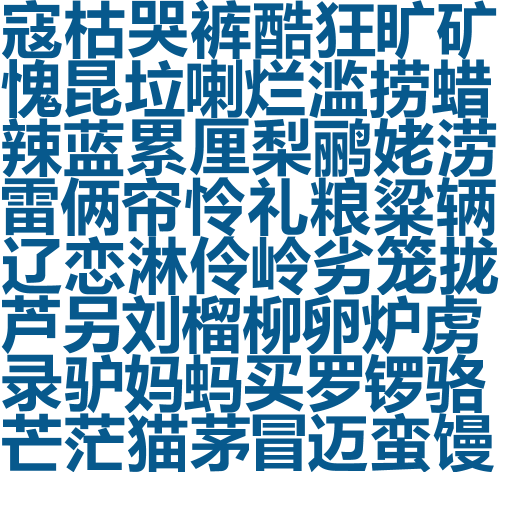 寇枯哭裤酷狂旷矿
愧昆垃喇烂滥捞蜡
辣蓝累厘梨鹂姥涝
雷俩帘怜礼粮粱辆
辽恋淋伶岭劣笼拢
芦另刘榴柳卵炉虏
录驴妈蚂买罗锣骆
芒茫猫茅冒迈蛮馒